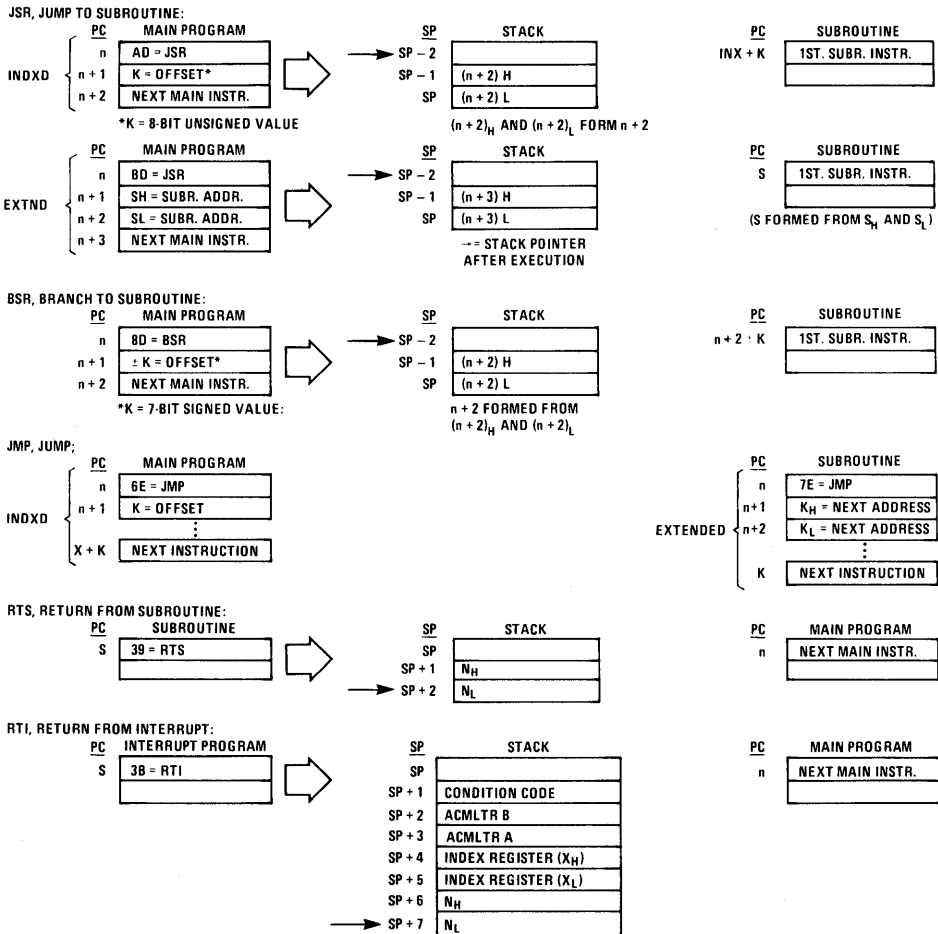 JSR, JUMP TO SUBROUTINE:
PC MAIN PROGRAM SP STACK PC SUBROUTINE
n AD = JSR SP – 2 INX + K 1ST. SUBR. INSTR.
INDXD n + 1 K = OFFSET* SP – 1 (n + 2) H
n + 2 NEXT MAIN INSTR. SP (n + 2) L
*K = 8-BIT UNSIGNED VALUE (n + 2)H AND (n + 2)L FORM n + 2
PC MAIN PROGRAM SP STACK PC SUBROUTINE
n BD = JSR SP – 2 S 1ST. SUBR. INSTR.
EXTND n + 1 SH = SUBR. ADDR. SP – 1 (n + 3) H
n + 2 SL = SUBR. ADDR. SP (n + 3) L (S FORMED FROM SH AND SL)
n + 3 NEXT MAIN INSTR.
→ = STACK POINTER
AFTER EXECUTION
BSR, BRANCH TO SUBROUTINE:
PC MAIN PROGRAM SP STACK PC SUBROUTINE
n 8D = BSR SP – 2 n + 2 ± K 1ST. SUBR. INSTR.
n + 1 ± K = OFFSET* SP – 1 (n + 2) H
n + 2 NEXT MAIN INSTR. SP (n + 2) L
*K = 7-BIT SIGNED VALUE: n + 2 FORMED FROM
(n + 2)H AND (n + 2)L
JMP, JUMP;
PC MAIN PROGRAM PC SUBROUTINE
n 6E = JMP n 7E = JMP
INDXD n + 1 K = OFFSET n+1 KH = NEXT ADDRESS
EXTENDED n+2 KL = NEXT ADDRESS
X + K NEXT INSTRUCTION
K NEXT INSTRUCTION
RTS, RETURN FROM SUBROUTINE:
PC SUBROUTINE SP STACK PC MAIN PROGRAM
S 39 = RTS SP n NEXT MAIN INSTR.
SP + 1 NH
SP + 2 NL
RTI, RETURN FROM INTERRUPT:
PC INTERRUPT PROGRAM SP STACK PC MAIN PROGRAM
S 3B = RTI SP n NEXT MAIN INSTR.
SP + 1 CONDITION CODE
SP + 2 ACMLTR B
SP + 3 ACMLTR A
SP + 4 INDEX REGISTER (XH)
SP + 5 INDEX REGISTER (XL)
SP + 6 NH
SP + 7 NL